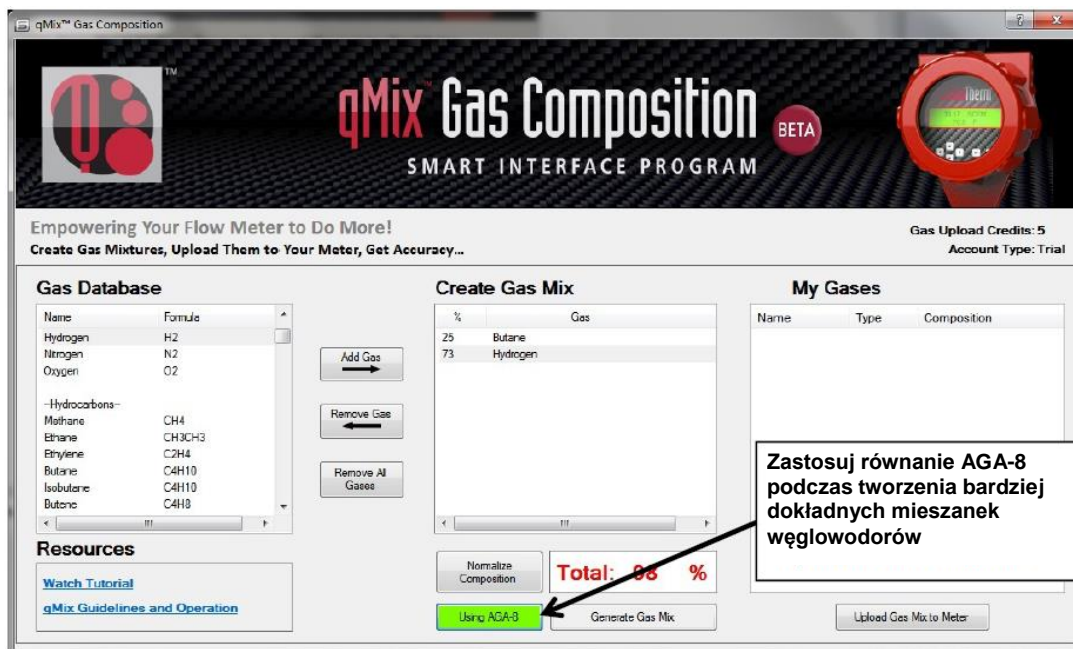 qMix™ Gas Composition
TM
qMix™ Gas Composition BETA
SMART INTERFACE PROGRAM
Empowering Your Flow Meter to Do More!
Create Gas Mixtures, Upload Them to Your Meter, Get Accuracy...
Gas Upload Credits: 5
Account Type: Trial
Gas Database
Name Formula
Hydrogen H2
Nitrogen N2
Oxygen O2
--Hydrocarbons--
Methane CH4
Ethane CH3CH3
Ethylene C2H4
Butane C4H10
Isobutane C4H10
Butene C4H8
Add Gas
Remove Gas
Remove All
Gases
Create Gas Mix
% Gas
25 Butane
73 Hydrogen
My Gases
Name Type Composition
Zastosuj równanie AGA-8
podczas tworzenia bardziej
dokładnych mieszanek
węglowodorów
Resources
Watch Tutorial
qMix Guidelines and Operation
Normalize
Composition
Total: 98 %
Using AGA-8
Generate Gas Mix
Upload Gas Mix to Meter